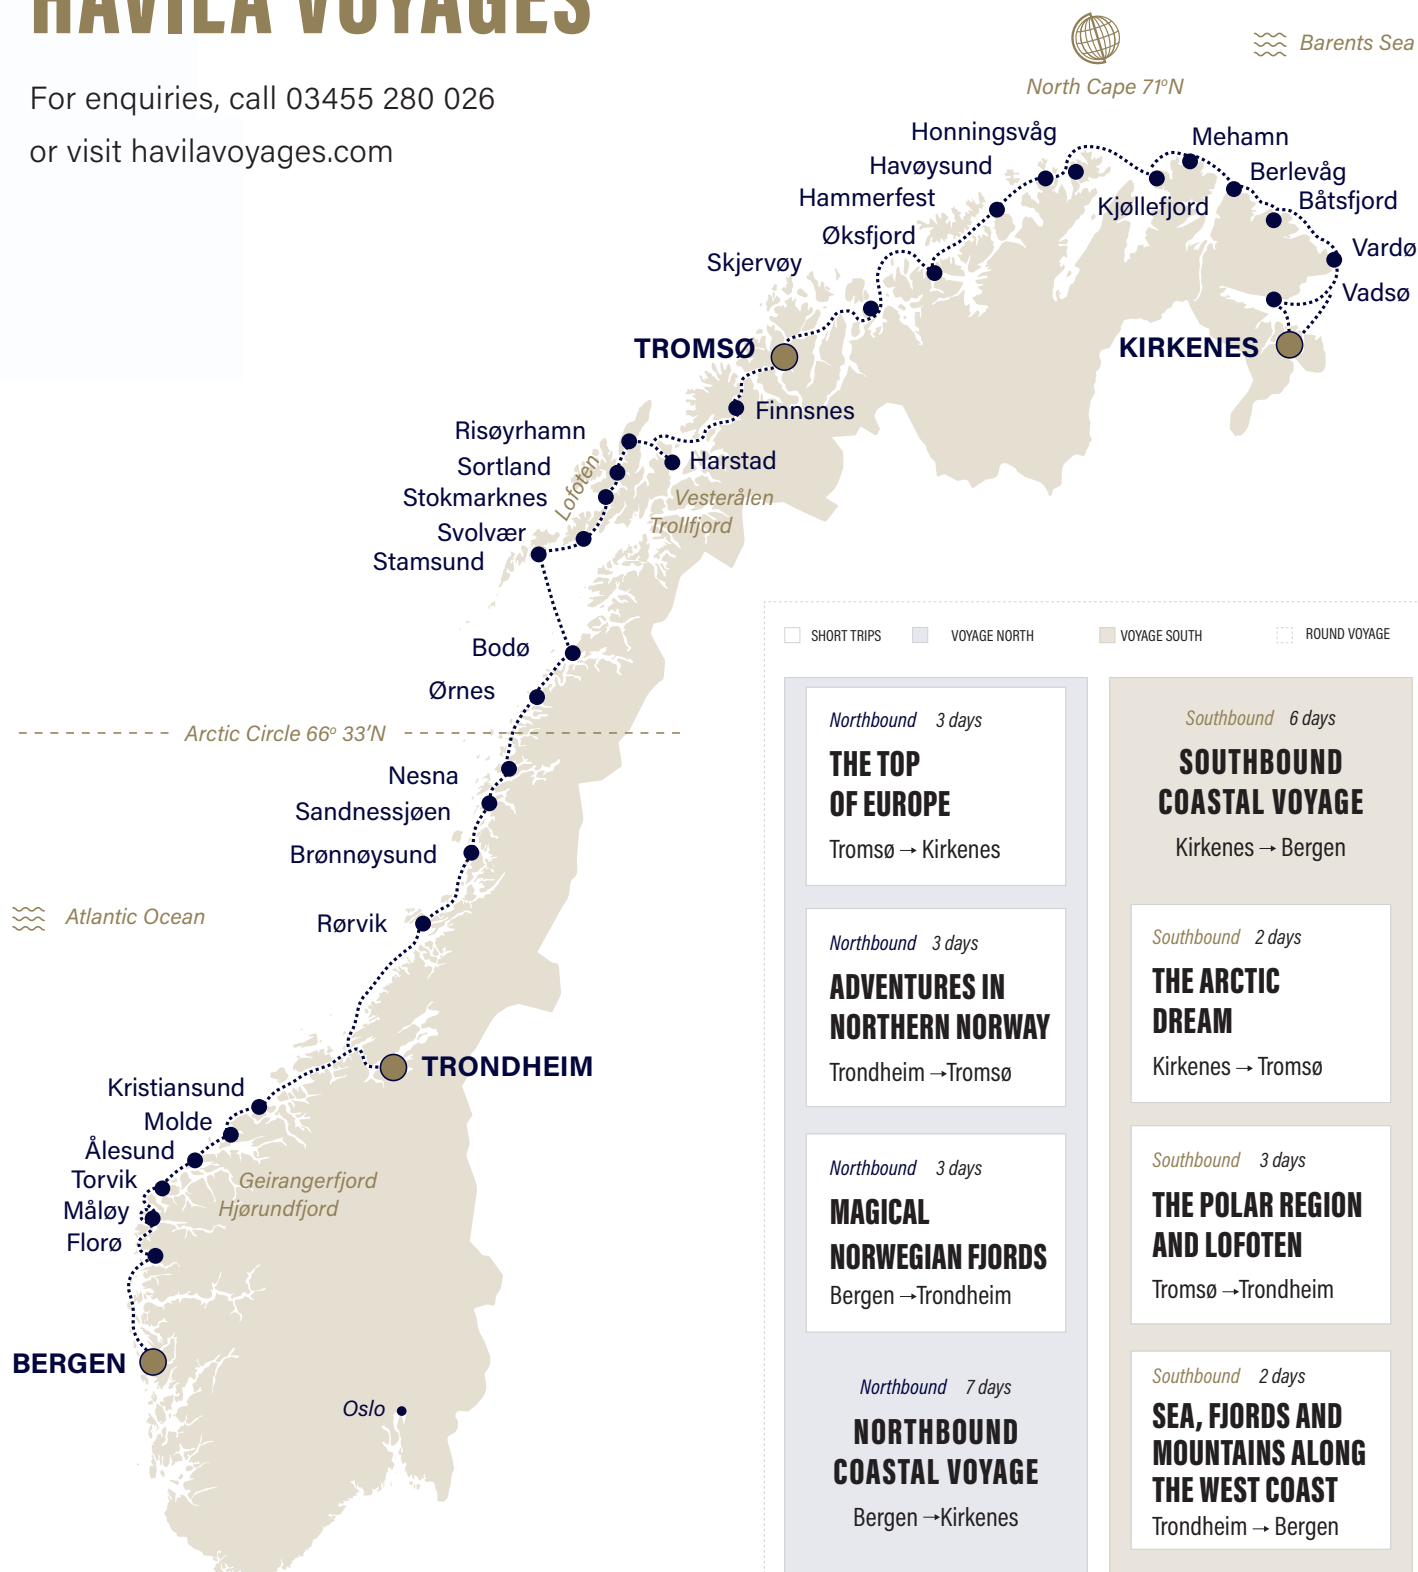 HAVILA VOYAGES
For enquiries, call 03455 280 026
or visit havilavoyages.com
Barents Sea
North Cape 71°N
Honningsvåg
Mehamn
Havøysund
Berlevåg
Hammerfest
Kjøllefjord
Båtsfjord
Øksfjord
Vardø
Skjervøy
Vadsø
TROMSØ
KIRKENES
Finnsnes
Risøyrhamn
Harstad
Sortland
Lofoten
Stokmarknes
Vesterålen
Trollfjord
Svolvær
Stamsund
Bodø
Ørnes
Arctic Circle 66° 33’N
Nesna
Sandnessjøen
Brønnøysund
Atlantic Ocean
Rørvik
TRONDHEIM
Kristiansund
Molde
Ålesund
Torvik
Geirangerfjord
Hjørundfjord
Måløy
Florø
BERGEN
Oslo
SHORT TRIPS
VOYAGE NORTH
VOYAGE SOUTH
ROUND VOYAGE
Northbound 3 days
THE TOP
OF EUROPE
Tromsø → Kirkenes
Northbound 3 days
ADVENTURES IN
NORTHERN NORWAY
Trondheim →Tromsø
Northbound 3 days
MAGICAL
NORWEGIAN FJORDS
Bergen →Trondheim
Northbound 7 days
NORTHBOUND
COASTAL VOYAGE
Bergen →Kirkenes
Southbound 6 days
SOUTHBOUND
COASTAL VOYAGE
Kirkenes → Bergen
Southbound 2 days
THE ARCTIC
DREAM
Kirkenes → Tromsø
Southbound 3 days
THE POLAR REGION
AND LOFOTEN
Tromsø →Trondheim
Southbound 2 days
SEA, FJORDS AND
MOUNTAINS ALONG
THE WEST COAST
Trondheim → Bergen